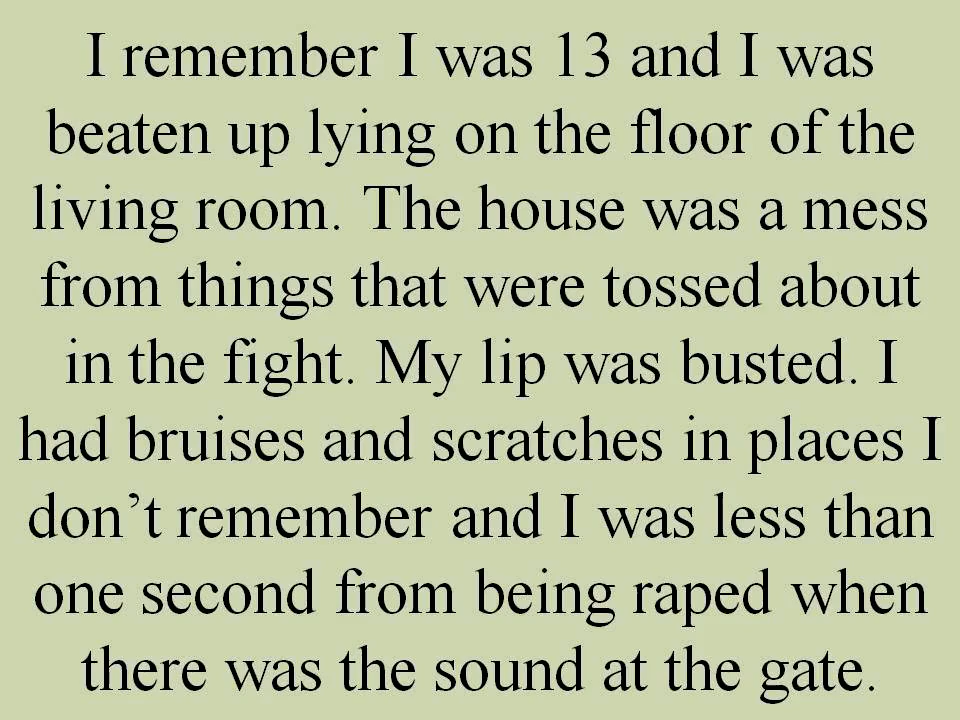 I remember I was 13 and I was
beaten up lying on the floor of the
living room. The house was a mess
from things that were tossed about
in the fight. My lip was busted. I
had bruises and scratches in places I
don’t remember and I was less than
one second from being raped when
there was the sound at the gate.